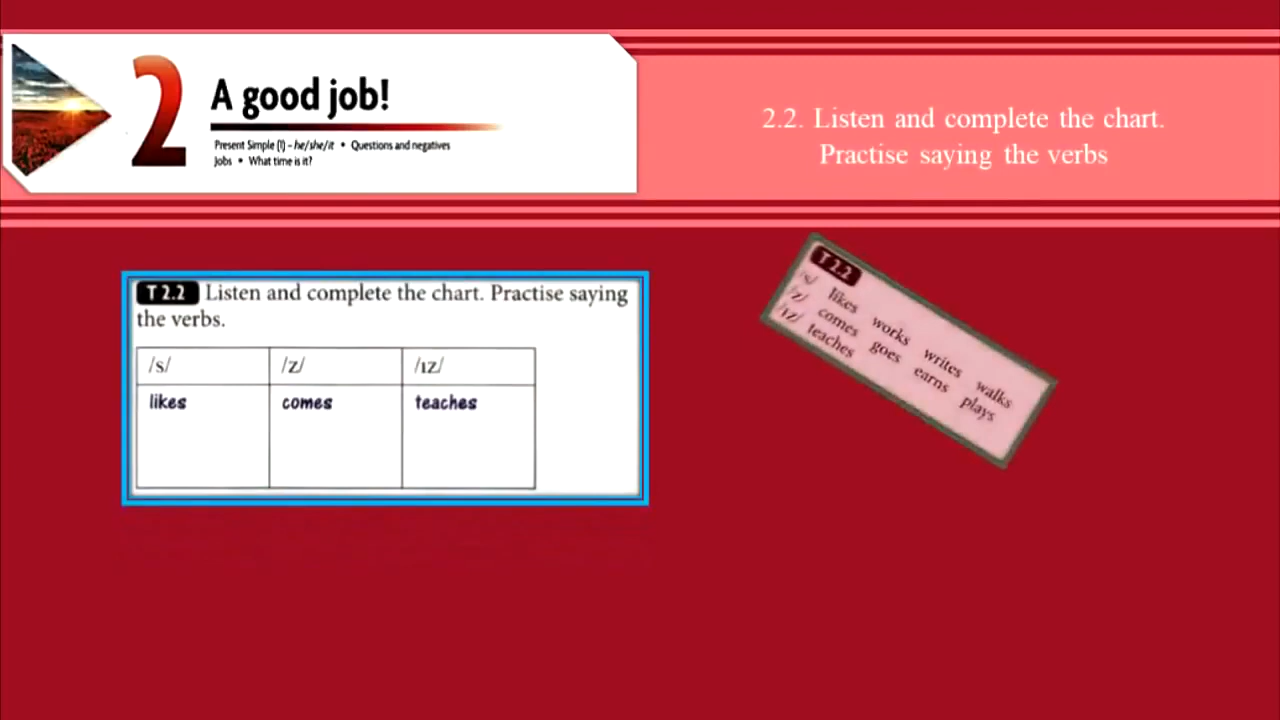 2
A good job!
Present Simple (1) – he/she/it • Questions and negatives
Jobs • What time is it?
2.2. Listen and complete the chart.
Practise saying the verbs
T 2.2 Listen and complete the chart. Practise saying
the verbs.
/s/ /z/ /ɪz/
likes comes teaches
T 2.2
/s/ likes works writes walks
/z/ comes goes earns plays
/ɪz/ teaches